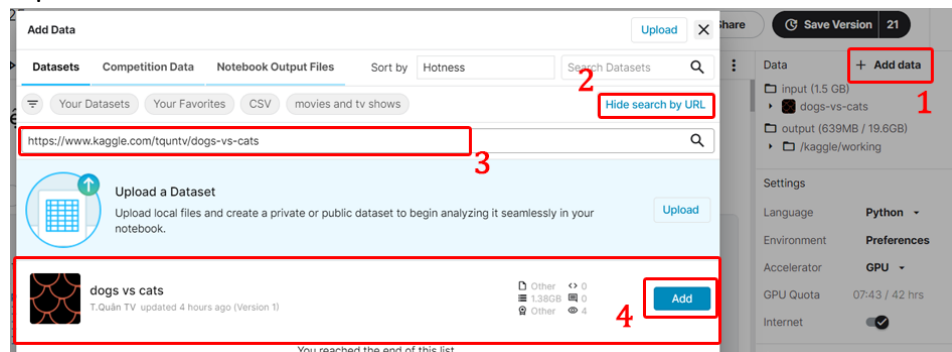 Add Data
Upload
Share
Save Version 21
Datasets
Competition Data
Notebook Output Files
Sort by
Hotness
Search Datasets
2
Your Datasets
Your Favorites
CSV
movies and tv shows
Hide search by URL
https://www.kaggle.com/tquntv/dogs-vs-cats
3
Upload a Dataset
Upload local files and create a private or public dataset to begin analyzing it seamlessly in your
notebook.
Upload
dogs vs cats
T.Quân TV updated 4 hours ago (Version 1)
Other
0
1.38GB
0
Other
4
4
Add
You reached the end of this list
Data
+ Add data
1
input (1.5 GB)
dogs-vs-cats
output (639MB / 19.6GB)
/kaggle/working
Settings
Language
Python
Environment
Preferences
Accelerator
GPU
GPU Quota
07:43 / 42 hrs
Internet